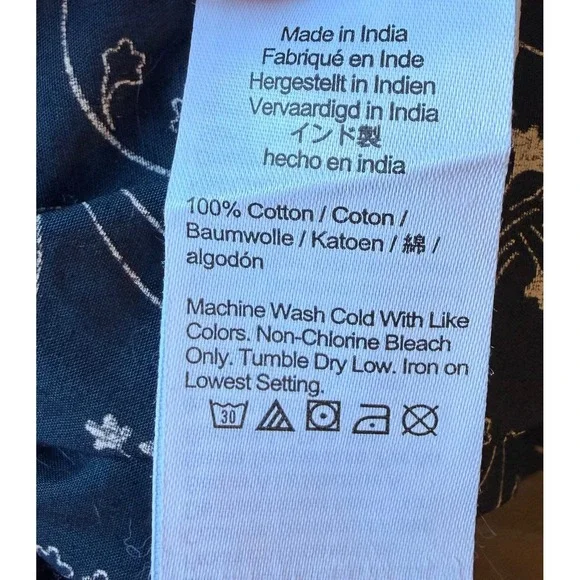 Made in India
Fabriqué en Inde
Hergestellt in Indien
Vervaardigd in India
インド製
hecho en india
100% Cotton / Coton /
Baumwolle / Katoen / 綿 /
algodón
Machine Wash Cold With Like
Colors. Non-Chlorine Bleach
Only. Tumble Dry Low. Iron on
Lowest Setting.
30